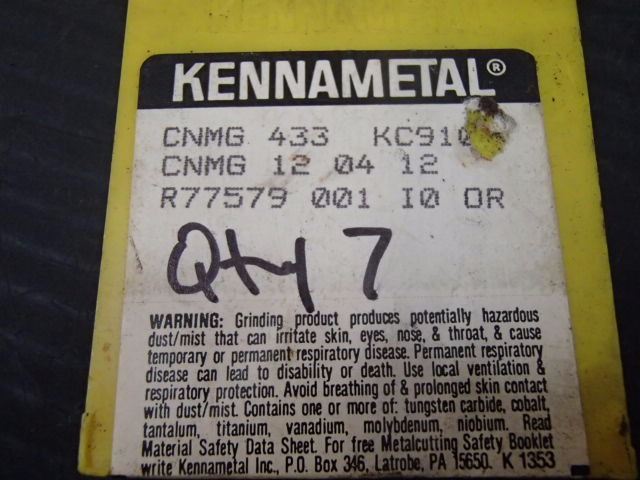 KENNAMETAL®
CNMG 433
CNMG 12 04 12
R77579 001 I0 OR
Qty 7
WARNING: Grinding product produces potentially hazardous
dust/mist that can irritate skin, eyes, nose, & throat, & cause
temporary or permanent respiratory disease. Permanent respiratory
disease can lead to disability or death. Use local ventilation &
respiratory protection. Avoid breathing of & prolonged skin contact
with dust/mist. Contains one or more of: tungsten carbide, cobalt,
tantalum, titanium, vanadium, molybdenum, niobium. Read
Material Safety Data Sheet. For free Metalcutting Safety Booklet
write Kennametal Inc., P.O. Box 346, Latrobe, PA 15650. K 1353